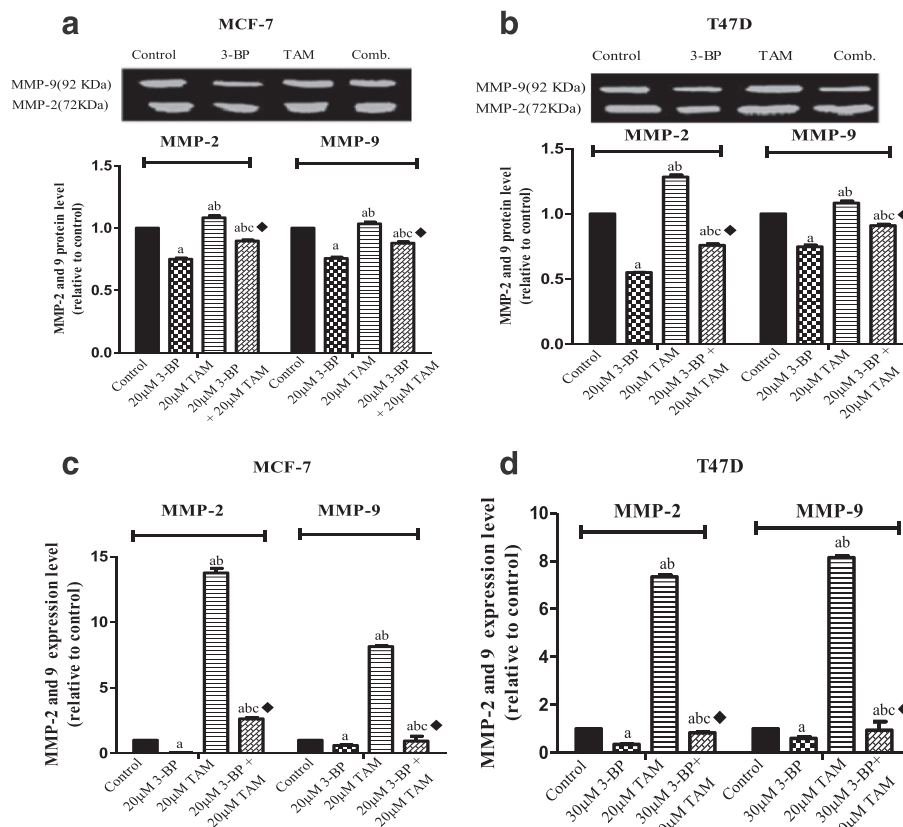 a
MCF-7
Control 3-BP TAM Comb.
MMP-9(92 KDa)
MMP-2(72KDa)
MMP-2 MMP-9
MMP-2 and 9 protein level
(relative to control)
1.5
1.0
0.5
0.0
a ab abc◆ a ab abc◆
Control
20μM 3-BP
20μM TAM
20μM 3-BP
+ 20μM TAM
Control
20μM 3-BP
20μM TAM
20μM 3-BP
+ 20μM TAM
b
T47D
Control 3-BP TAM Comb.
MMP-9(92 KDa)
MMP-2(72KDa)
MMP-2 MMP-9
MMP-2 and 9 protein level
(relative to control)
1.5
1.0
0.5
0.0
a ab abc◆ a ab abc◆
Control
20μM 3-BP
20μM TAM
20μM 3-BP +
20μM TAM
Control
20μM 3-BP
20μM TAM
20μM 3-BP +
20μM TAM
c
MCF-7
MMP-2 MMP-9
MMP-2 and 9 expression level
(relative to control)
15
10
5
0
a ab abc◆ a ab abc◆
Control
20μM 3-BP
20μM TAM
20μM 3-BP +
20μM TAM
Control
20μM 3-BP
20μM TAM
20μM 3-BP +
20μM TAM
d
T47D
MMP-2 MMP-9
MMP-2 and 9 expression level
(relative to control)
10
8
6
4
2
0
a ab abc◆ a ab abc◆
Control
30μM 3-BP
20μM TAM
30μM 3-BP+
0μM TAM
Control
30μM 3-BP
20μM TAM
30μM 3-BP+
0μM TAM